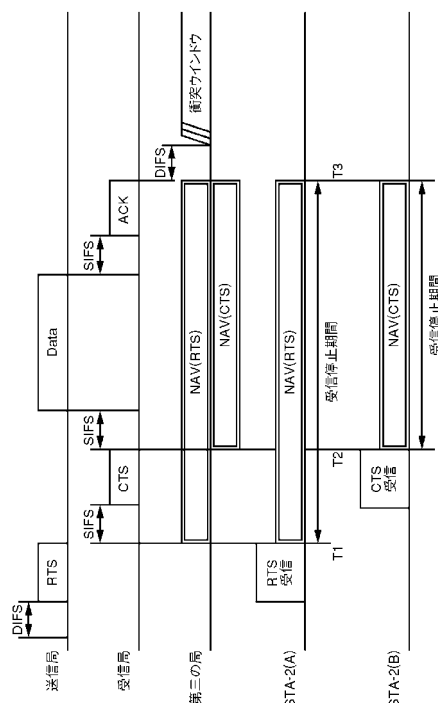 送信局
DIFS
RTS
SIFS
Data
SIFS
受信局
SIFS
CTS
ACK
第三の局
NAV(RTS)
NAV(CTS)
DIFS
衝突ウインドウ
STA-2(A)
RTS
受信
NAV(RTS)
T1
T2
T3
受信停止期間
STA-2(B)
CTS
受信
NAV(CTS)
受信停止期間